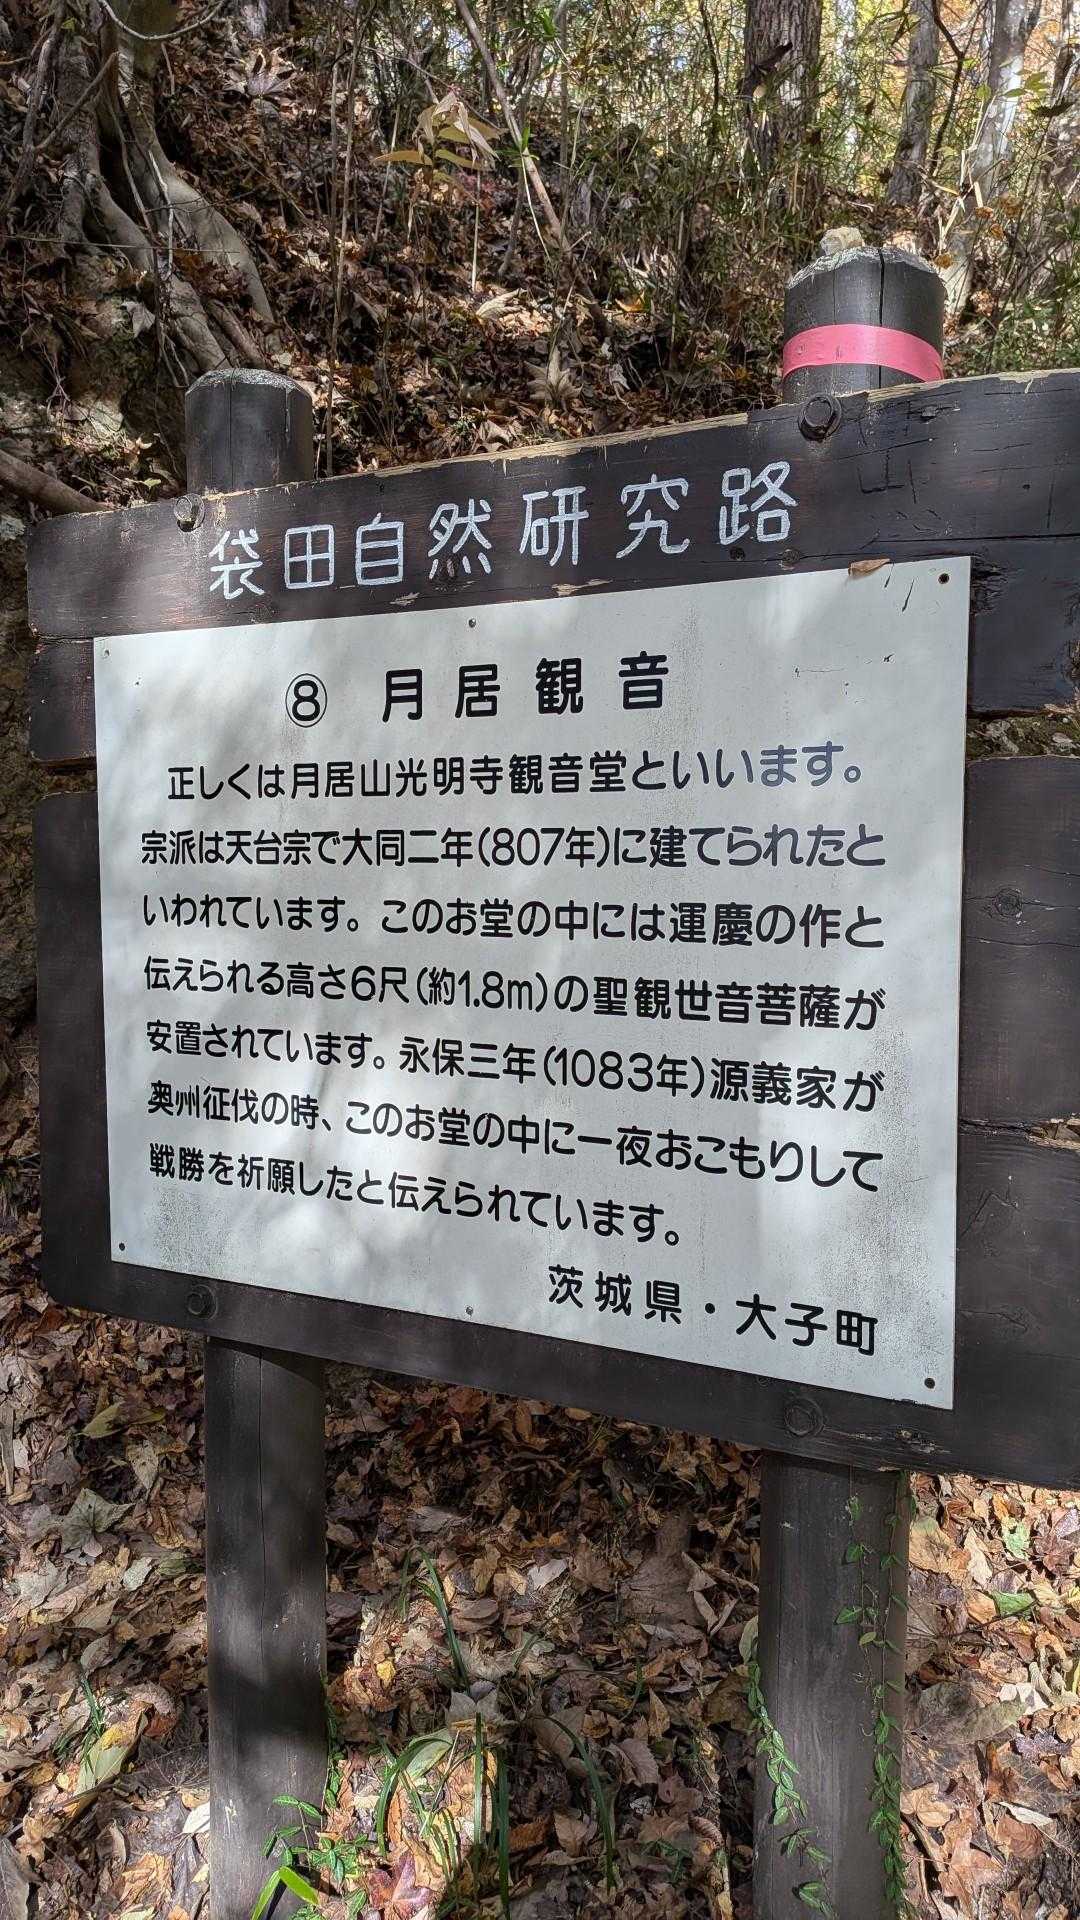 袋田自然研究路
⑧ 月居観音
正しくは月居山光明寺観音堂といいます。
宗派は天台宗で大同二年(807年)に建てられたと
いわれています。このお堂の中には運慶の作と
伝えられる高さ6尺(約1.8m)の聖観世音菩薩が
安置されています。永保三年(1083年)源義家が
奥州征伐の時、このお堂の中に一夜おこもりして
戦勝を祈願したと伝えられています。
茨城県・大子町